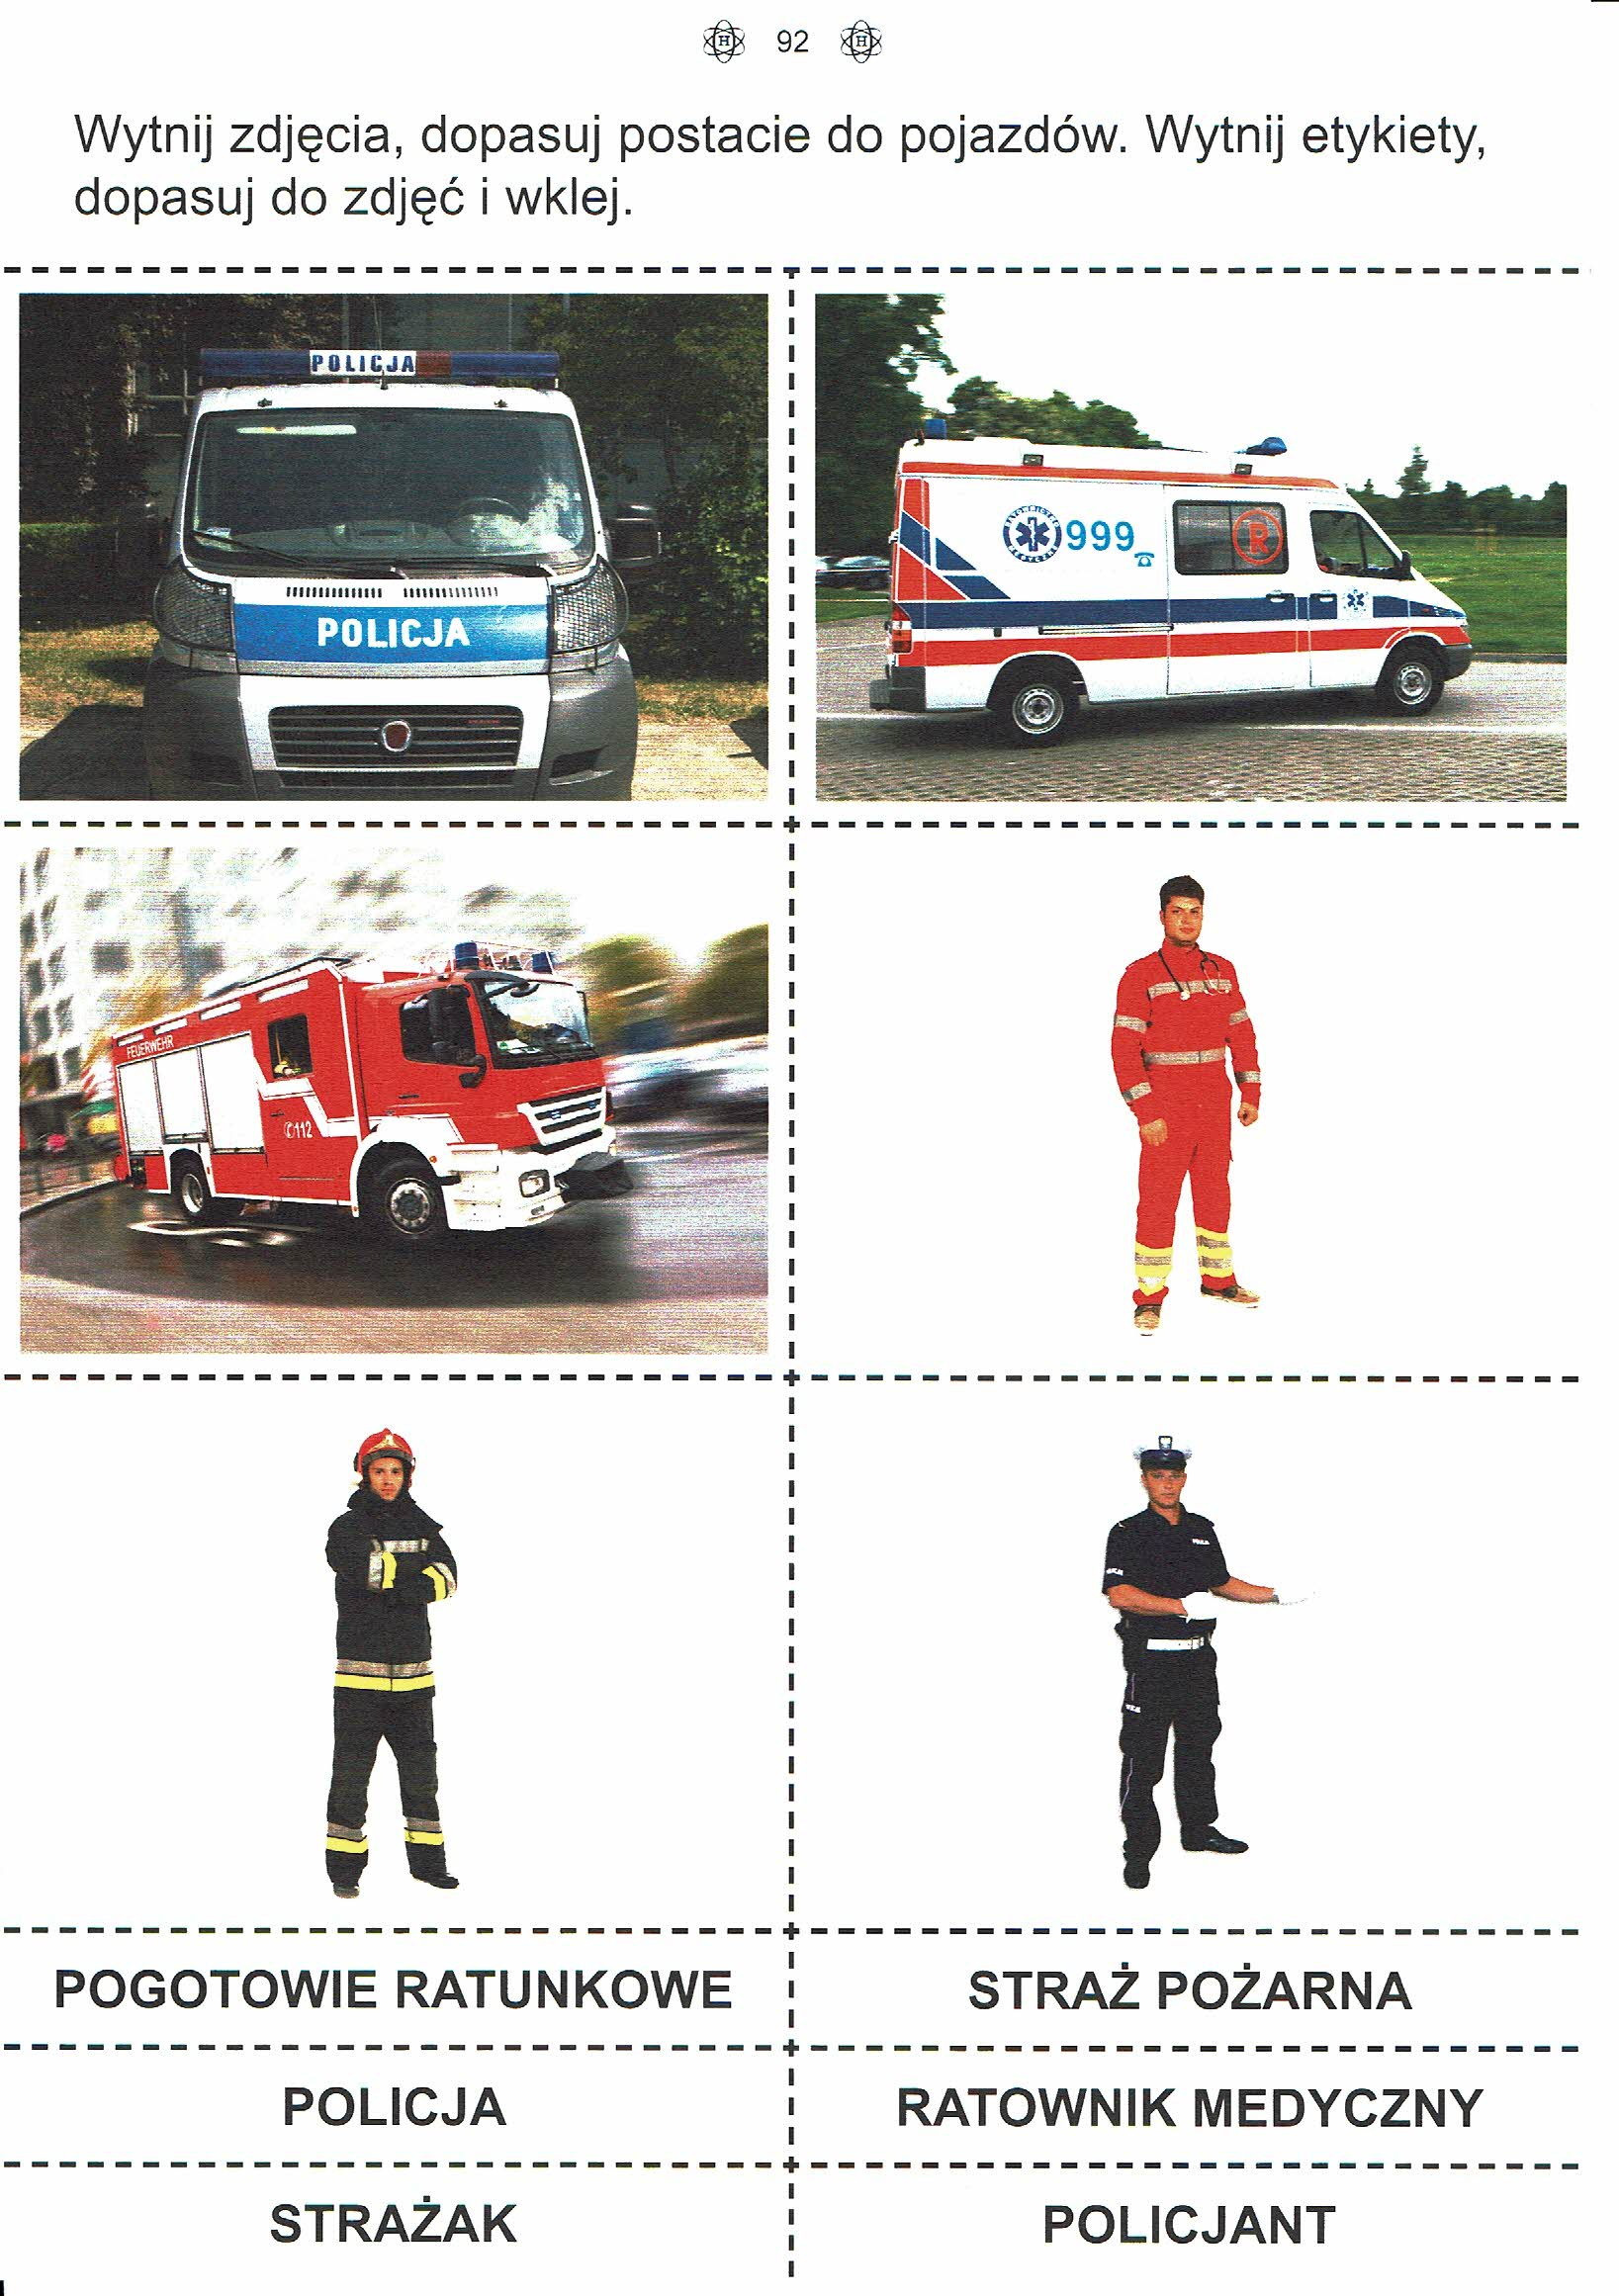 92
Wytnij zdjęcia, dopasuj postacie do pojazdów. Wytnij etykiety,
dopasuj do zdjęć i wklej.
POLICJA
POLICJA
999
R
FEUERWEHR
112
POGOTOWIE RATUNKOWE
STRAŻ POŻARNA
POLICJA
RATOWNIK MEDYCZNY
STRAŻAK
POLICJANT